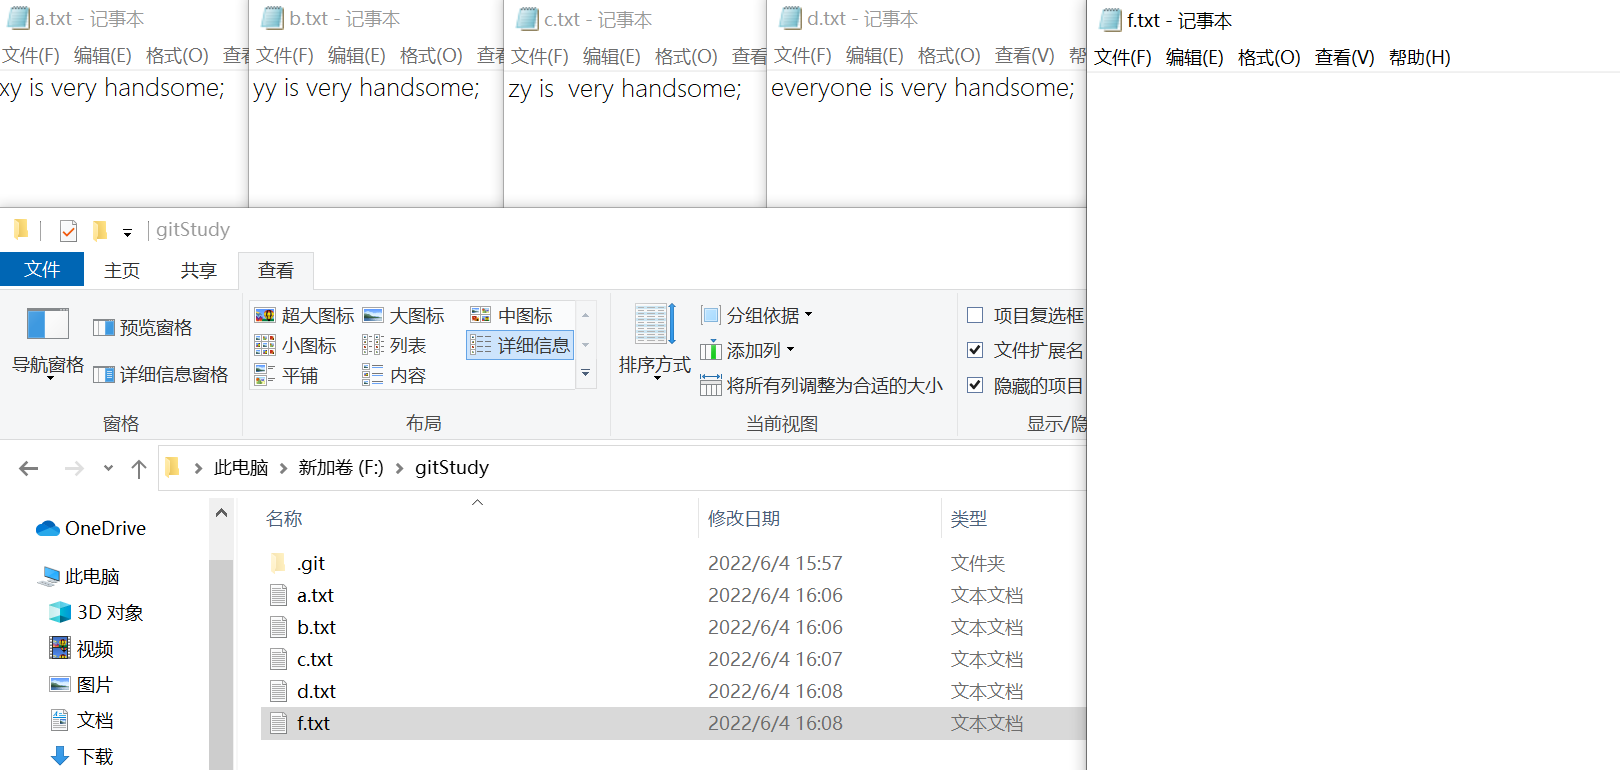 a.txt - 记事本
文件(F) 编辑(E) 格式(O) 查看
xy is very handsome;
b.txt - 记事本
文件(F) 编辑(E) 格式(O) 查看
yy is very handsome;
c.txt - 记事本
文件(F) 编辑(E) 格式(O) 查看
zy is  very handsome;
d.txt - 记事本
文件(F) 编辑(E) 格式(O) 查看(V) 帮
everyone is very handsome;
f.txt - 记事本
文件(F) 编辑(E) 格式(O) 查看(V) 帮助(H)
gitStudy
文件 主页 共享 查看
导航窗格
预览窗格
详细信息窗格
窗格
超大图标 大图标 中图标
小图标 列表 详细信息
平铺 内容
布局
排序方式
分组依据
添加列
将所有列调整为合适的大小
当前视图
项目复选框
文件扩展名
隐藏的项目
显示/隐
此电脑 新加卷 (F:) gitStudy
OneDrive
此电脑
3D 对象
视频
图片
文档
下载
名称 修改日期 类型
.git 2022/6/4 15:57 文件夹
a.txt 2022/6/4 16:06 文本文档
b.txt 2022/6/4 16:06 文本文档
c.txt 2022/6/4 16:07 文本文档
d.txt 2022/6/4 16:08 文本文档
f.txt 2022/6/4 16:08 文本文档